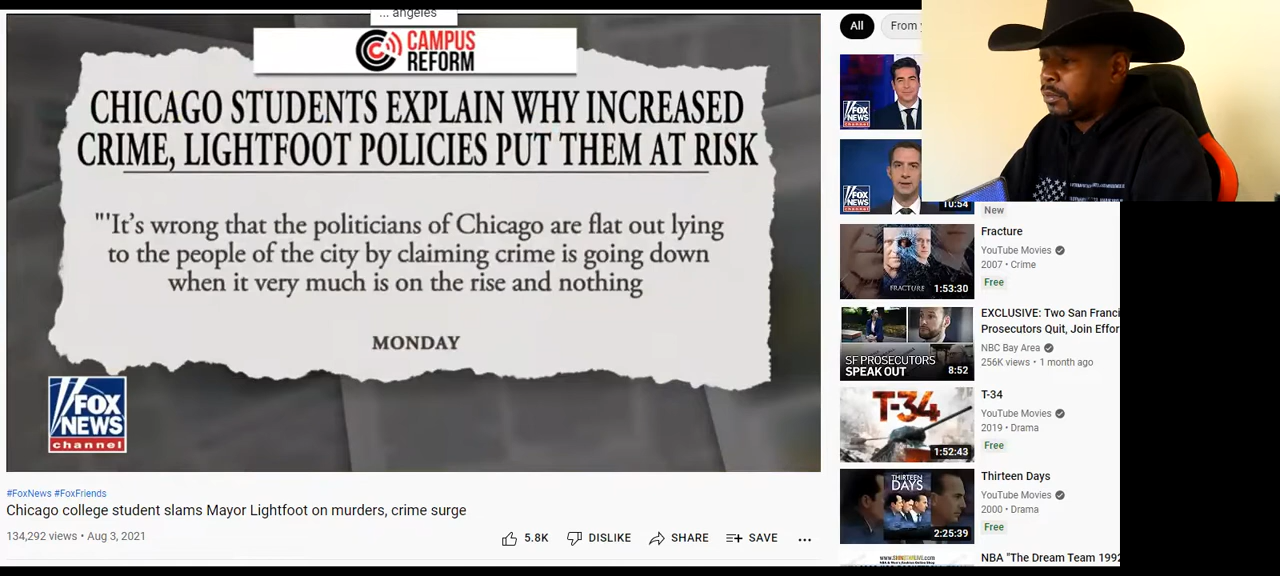 ... angeles
CAMPUS
REFORM
CHICAGO STUDENTS EXPLAIN WHY INCREASED
CRIME, LIGHTFOOT POLICIES PUT THEM AT RISK
"'It's wrong that the politicians of Chicago are flat out lying
to the people of the city by claiming crime is going down
when it very much is on the rise and nothing
MONDAY
FOX
NEWS
channel
#FoxNews #FoxFriends
Chicago college student slams Mayor Lightfoot on murders, crime surge
134,292 views • Aug 3, 2021
5.8K
DISLIKE
SHARE
SAVE
...
All
From
FOX
NEWS
channel
FOX
NEWS
channel
10:54
New
FRACTURE
1:53:30
Fracture
YouTube Movies
2007 • Crime
Free
SF PROSECUTORS
SPEAK OUT
8:52
EXCLUSIVE: Two San Franci
Prosecutors Quit, Join Effor
NBC Bay Area
256K views • 1 month ago
T-34
1:52:43
T-34
YouTube Movies
2019 • Drama
Free
THIRTEEN
DAYS
2:25:39
Thirteen Days
YouTube Movies
2000 • Drama
Free
NBA "The Dream Team 1992